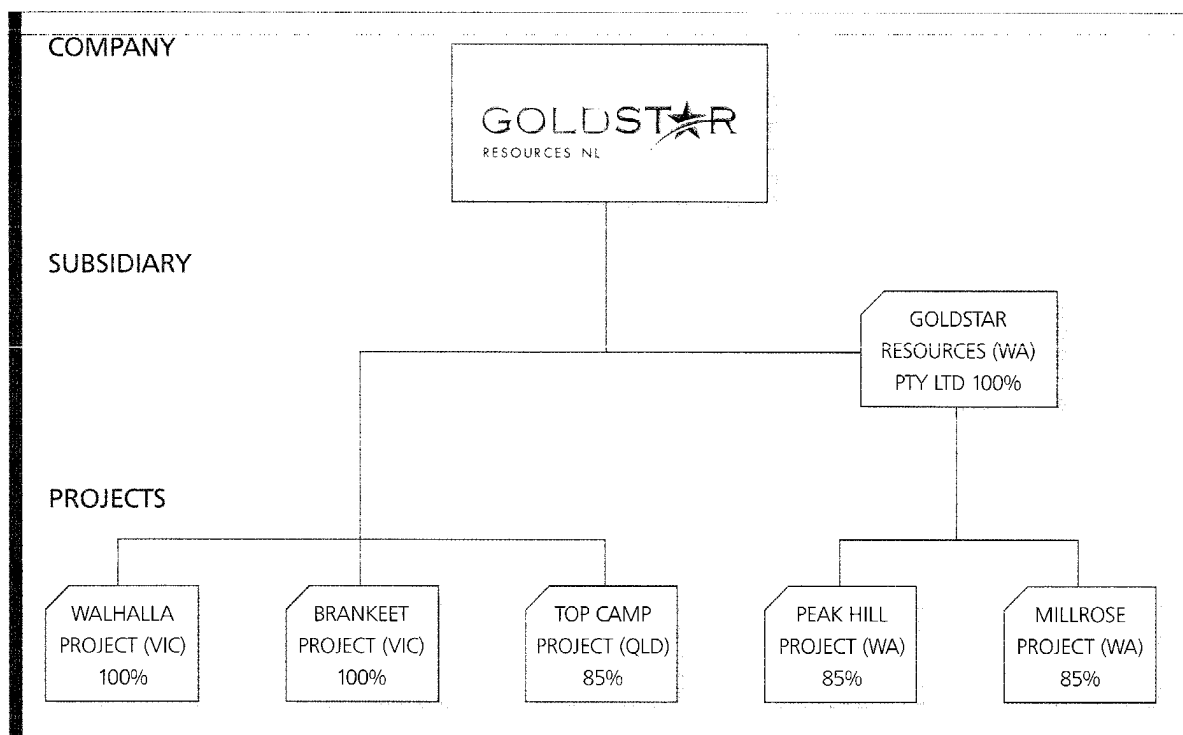 COMPANY
GOLDSTAR
RESOURCES NL
SUBSIDIARY
GOLDSTAR
RESOURCES (WA)
PTY LTD 100%
PROJECTS
WALHALLA
PROJECT (VIC)
100%
BRANKEET
PROJECT (VIC)
100%
TOP CAMP
PROJECT (QLD)
85%
PEAK HILL
PROJECT (WA)
85%
MILLROSE
PROJECT (WA)
85%